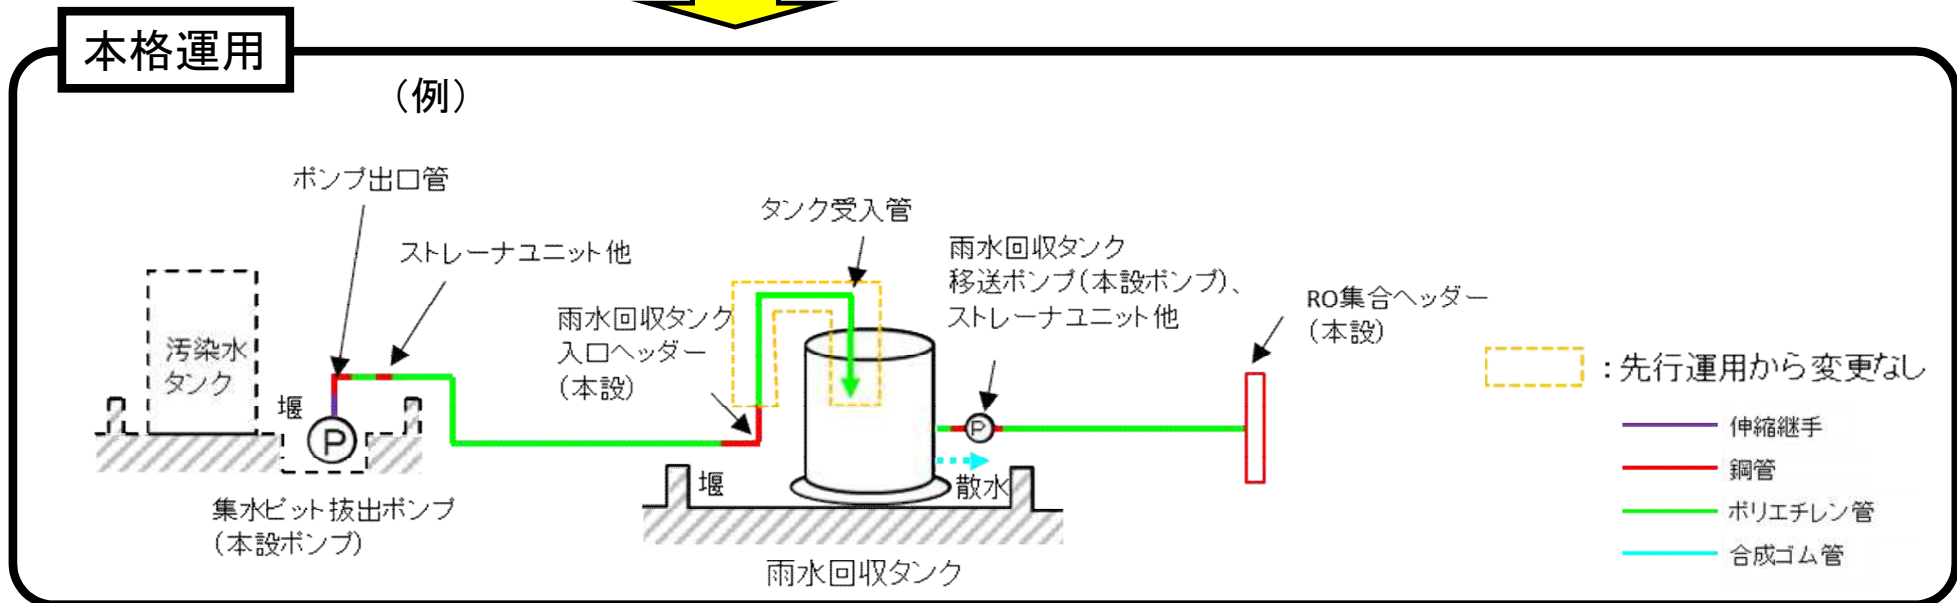 本格運用
（例）
ポンプ出口管
ストレーナユニット他
タンク受入管
雨水回収タンク
移送ポンプ（本設ポンプ）、
ストレーナユニット他
雨水回収タンク
入口ヘッダー
（本設）
RO集合ヘッダー
（本設）
汚染水
タンク
堰
P
P
堰
散水
集水ピット抜出ポンプ
（本設ポンプ）
雨水回収タンク
：先行運用から変更なし
伸縮継手
鋼管
ポリエチレン管
合成ゴム管